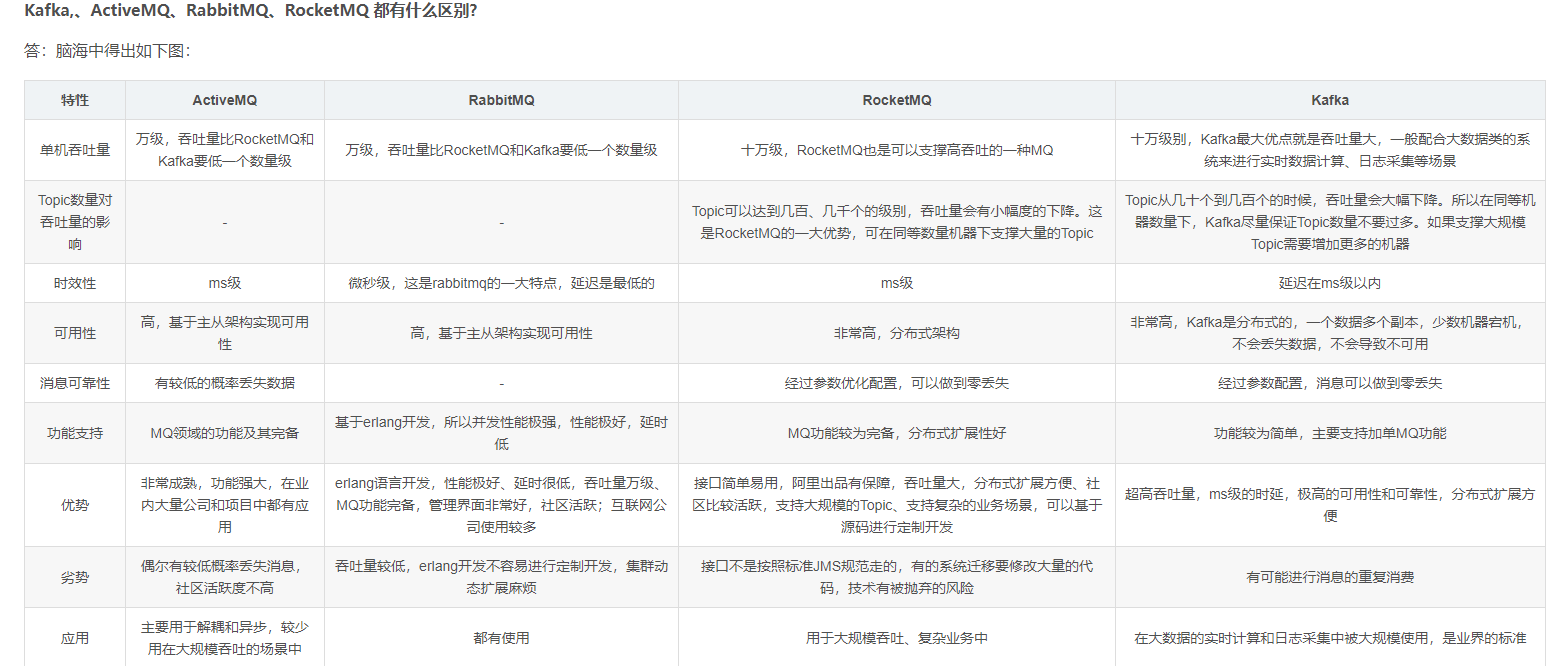 Kafka,、ActiveMQ、RabbitMQ、RocketMQ 都有什么区别?
答：脑海中得出如下图：
特性 ActiveMQ RabbitMQ RocketMQ Kafka
单机吞吐量
万级，吞吐量比RocketMQ和
Kafka要低一个数量级
万级，吞吐量比RocketMQ和Kafka要低一个数量级
十万级，RocketMQ也是可以支撑高吞吐的一种MQ
十万级别，Kafka最大优点就是吞吐量大，一般配合大数据类的系
统来进行实时数据计算、日志采集等场景
Topic数量对
吞吐量的影
响
-
-
Topic可以达到几百、几千个的级别，吞吐量会有小幅度的下降。这
是RocketMQ的一大优势，可在同等数量机器下支撑大量的Topic
Topic从几十个到几百个的时候，吞吐量会大幅下降。所以在同等机
器数量下，Kafka尽量保证Topic数量不要过多。如果支撑大规模
Topic需要增加更多的机器
时效性
ms级
微秒级，这是rabbitmq的一大特点，延迟是最低的
ms级
延迟在ms级以内
可用性
高，基于主从架构实现可用
性
高，基于主从架构实现可用性
非常高，分布式架构
非常高，Kafka是分布式的，一个数据多个副本，少数机器宕机，
不会丢失数据，不会导致不可用
消息可靠性
有较低的概率丢失数据
-
经过参数优化配置，可以做到零丢失
经过参数配置，消息可以做到零丢失
功能支持
MQ领域的功能及其完备
基于erlang开发，所以并发性能极强，性能极好，延时
低
MQ功能较为完备，分布式扩展性好
功能较为简单，主要支持加单MQ功能
优势
非常成熟，功能强大，在业
内大量公司和项目中都有应
用
erlang语言开发，性能极好、延时很低，吞吐量万级、
MQ功能完备，管理界面非常好，社区活跃；互联网公
司使用较多
接口简单易用，阿里出品有保障，吞吐量大，分布式扩展方便、社
区比较活跃，支持大规模的Topic、支持复杂的业务场景，可以基于
源码进行定制开发
超高吞吐量，ms级的时延，极高的可用性和可靠性，分布式扩展方
便
劣势
偶尔有较低概率丢失消息，
社区活跃度不高
吞吐量较低，erlang开发不容易进行定制开发，集群动
态扩展麻烦
接口不是按照标准JMS规范走的，有的系统迁移要修改大量的代
码，技术有被抛弃的风险
有可能进行消息的重复消费
应用
主要用于解耦和异步，较少
用在大规模吞吐的场景中
都有使用
用于大规模吞吐、复杂业务中
在大数据的实时计算和日志采集中被大规模使用，是业界的标准